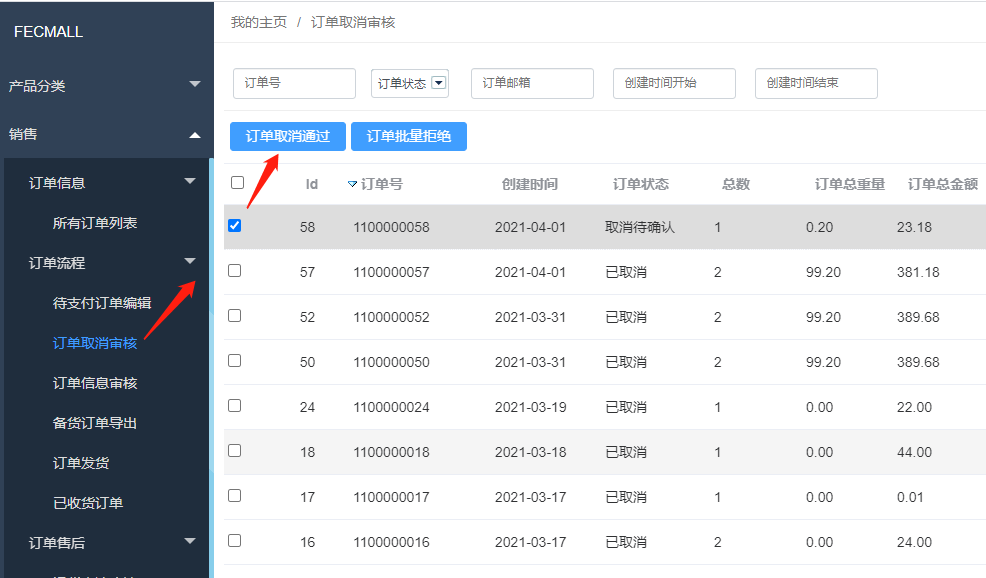 FECMALL
产品分类
销售
订单信息
所有订单列表
订单流程
待支付订单编辑
订单取消审核
订单信息审核
备货订单导出
订单发货
已收货订单
订单售后
我的主页 / 订单取消审核
订单号 订单状态 订单邮箱 创建时间开始 创建时间结束
订单取消通过 订单批量拒绝
Id 订单号 创建时间 订单状态 总数 订单总重量 订单总金额
58 1100000058 2021-04-01 取消待确认 1 0.20 23.18
57 1100000057 2021-04-01 已取消 2 99.20 381.18
52 1100000052 2021-03-31 已取消 2 99.20 389.68
50 1100000050 2021-03-31 已取消 2 99.20 389.68
24 1100000024 2021-03-19 已取消 1 0.00 22.00
18 1100000018 2021-03-18 已取消 1 0.00 44.00
17 1100000017 2021-03-17 已取消 1 0.00 0.01
16 1100000016 2021-03-17 已取消 2 0.00 24.00